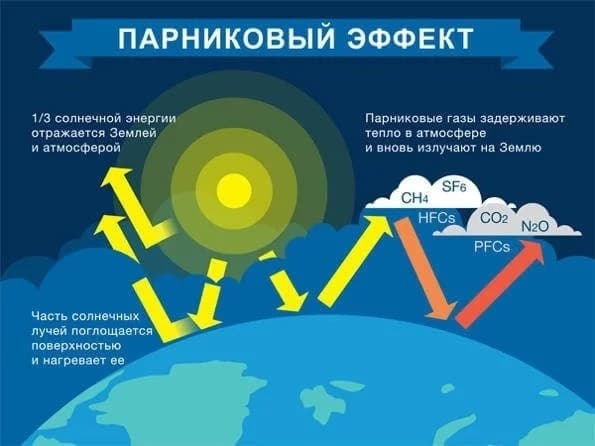 ПАРНИКОВЫЙ ЭФФЕКТ
1/3 солнечной энергии
отражается Землей
и атмосферой
Парниковые газы задерживают
тепло в атмосфере
и вновь излучают на Землю
CH4
SF6
HFCs
CO2
N2O
PFCs
Часть солнечных
лучей поглощается
поверхностью
и нагревает ее